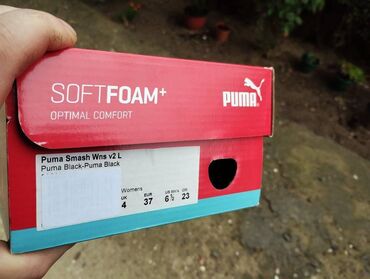 SOFTFOAM+
OPTIMAL COMFORT
PUMA
Puma Smash Wns v2 L
Puma Black-Puma Black
Womens
UK EUR CM
4 37 6½ 23